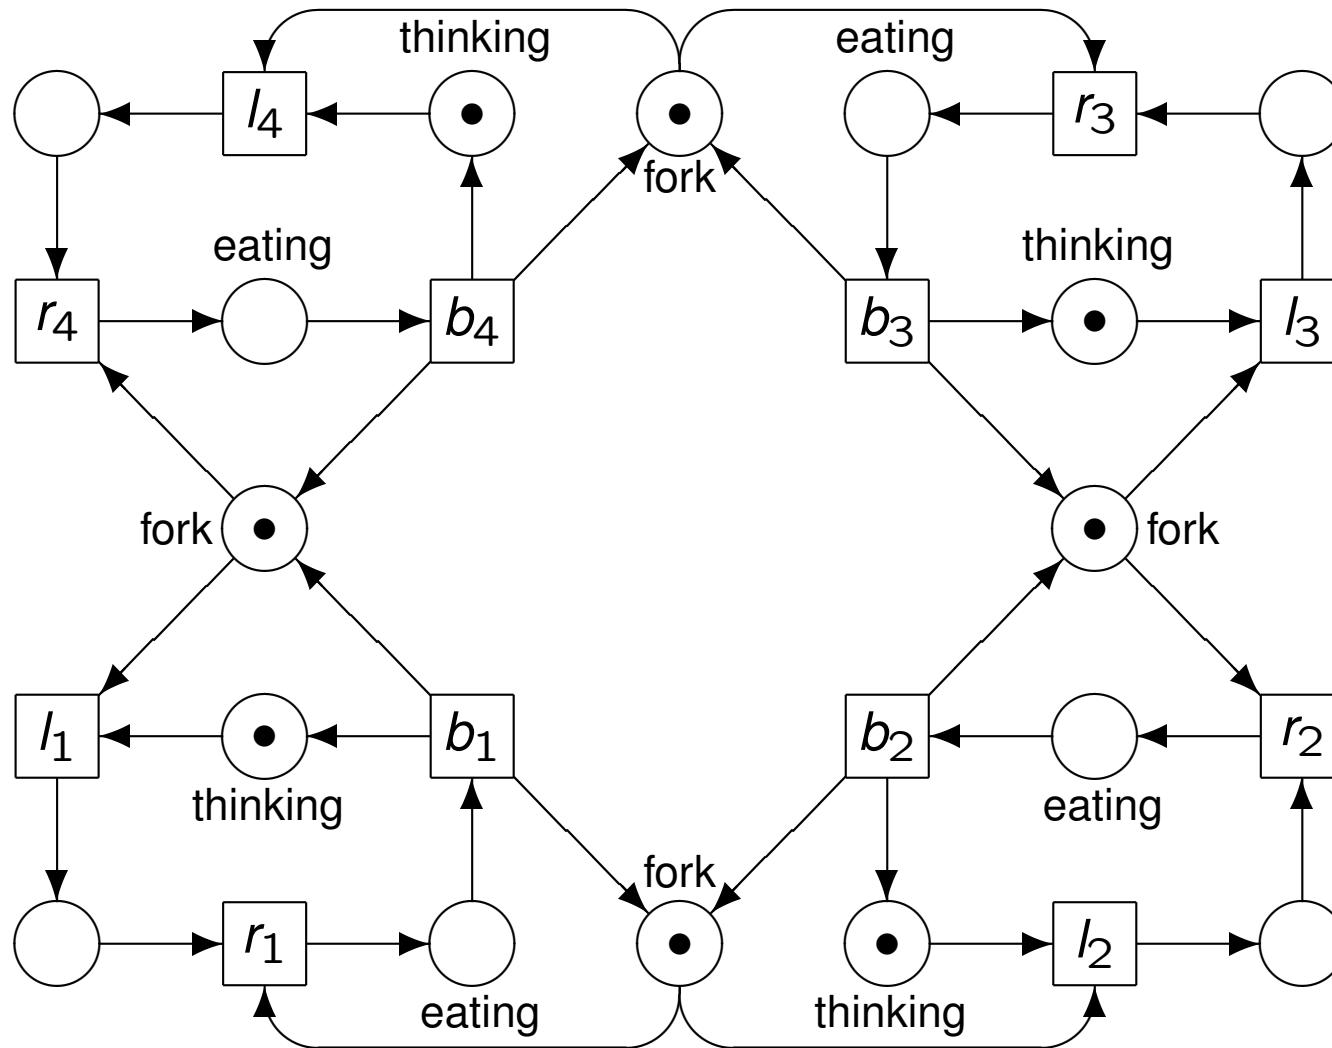 thinking
eating
l4
r3
fork
eating
thinking
r4
b4
b3
l3
fork
fork
l1
b1
b2
r2
thinking
eating
fork
r1
l2
eating
thinking